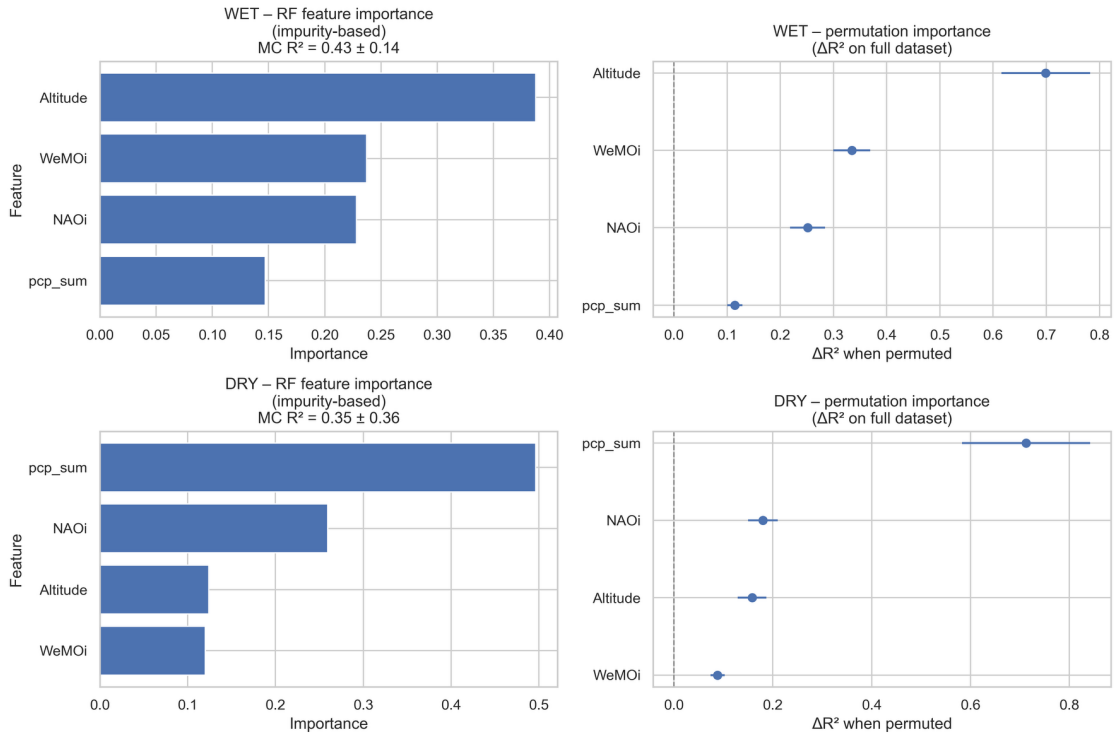 WET – RF feature importance
(impurity-based)
MC R² = 0.43 ± 0.14
Feature
Altitude
WeMOi
NAOi
pcp_sum
0.00 0.05 0.10 0.15 0.20 0.25 0.30 0.35 0.40
Importance
WET – permutation importance
(ΔR² on full dataset)
Altitude
WeMOi
NAOi
pcp_sum
0.0 0.1 0.2 0.3 0.4 0.5 0.6 0.7 0.8
ΔR² when permuted
DRY – RF feature importance
(impurity-based)
MC R² = 0.35 ± 0.36
Feature
pcp_sum
NAOi
Altitude
WeMOi
0.0 0.1 0.2 0.3 0.4 0.5
Importance
DRY – permutation importance
(ΔR² on full dataset)
pcp_sum
NAOi
Altitude
WeMOi
0.0 0.2 0.4 0.6 0.8
ΔR² when permuted